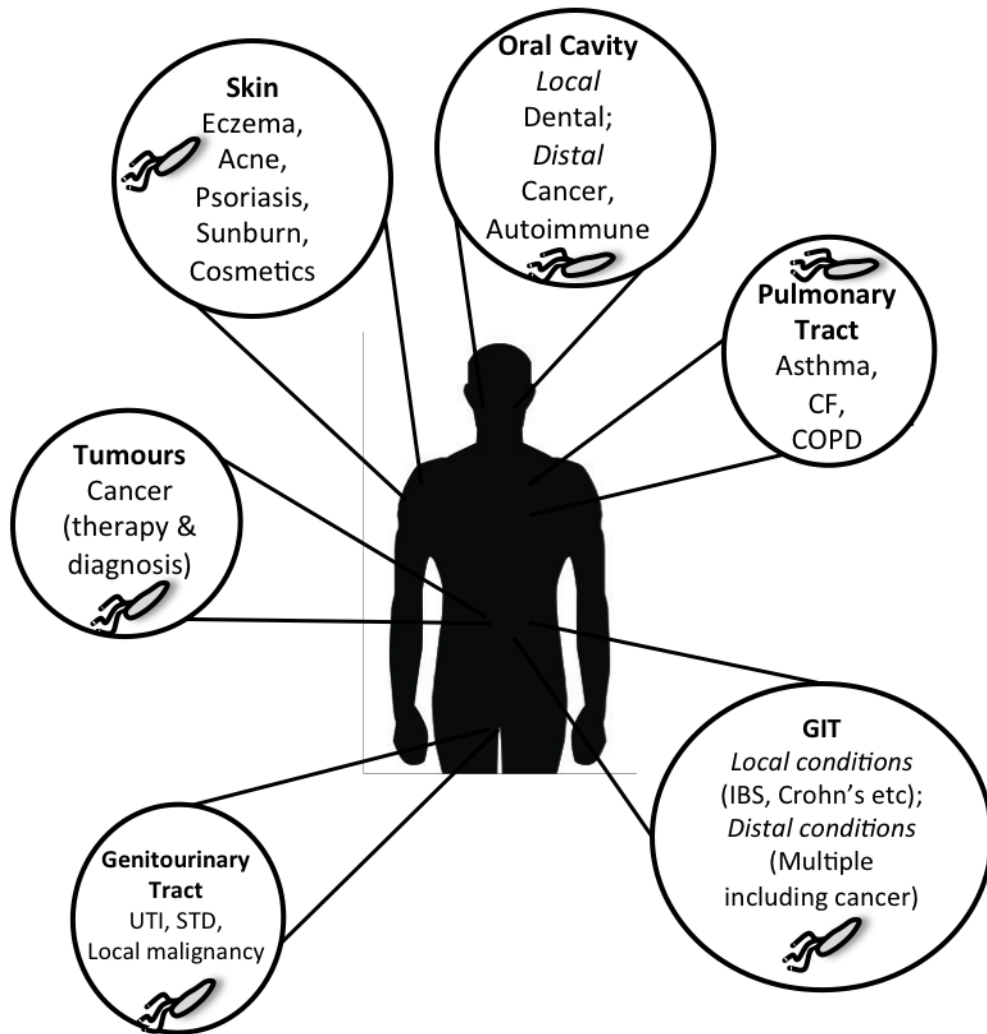 Skin
Eczema,
Acne,
Psoriasis,
Sunburn,
Cosmetics
Oral Cavity
Local
Dental;
Distal
Cancer,
Autoimmune
Pulmonary
Tract
Asthma,
CF,
COPD
Tumours
Cancer
(therapy &
diagnosis)
GIT
Local conditions
(IBS, Crohn’s etc);
Distal conditions
(Multiple
including cancer)
Genitourinary
Tract
UTI, STD,
Local malignancy